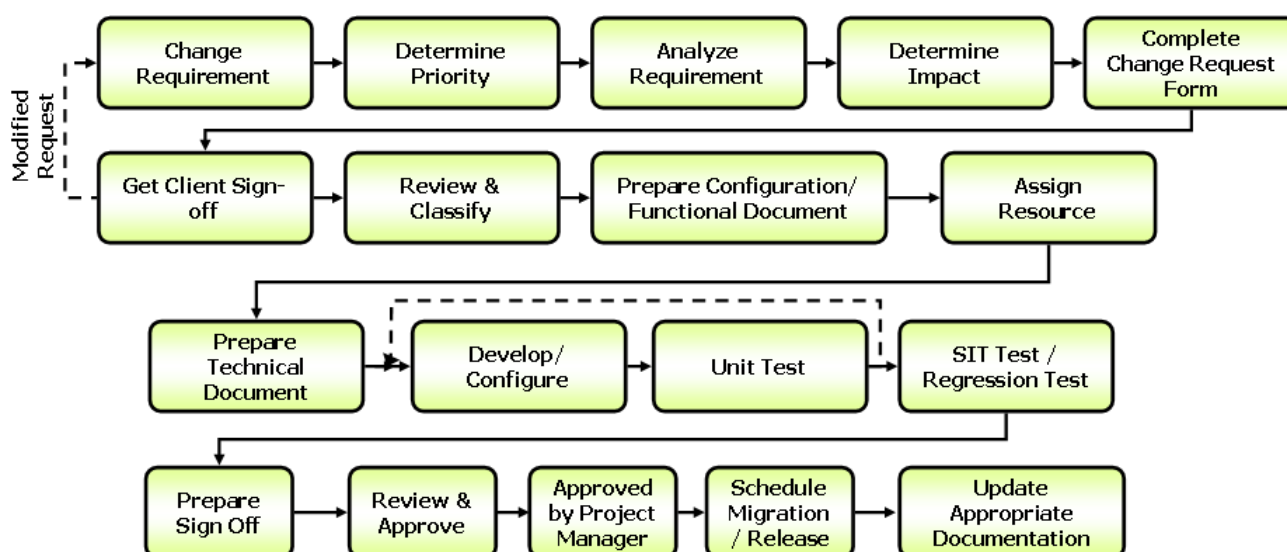 Change
Requirement
Determine
Priority
Analyze
Requirement
Determine
Impact
Complete
Change Request
Form
Modified
Request
Get Client Sign-
off
Review &
Classify
Prepare Configuration/
Functional Document
Assign
Resource
Prepare
Technical
Document
Develop/
Configure
Unit Test
SIT Test /
Regression Test
Prepare
Sign Off
Review &
Approve
Approved
by Project
Manager
Schedule
Migration
/ Release
Update
Appropriate
Documentation